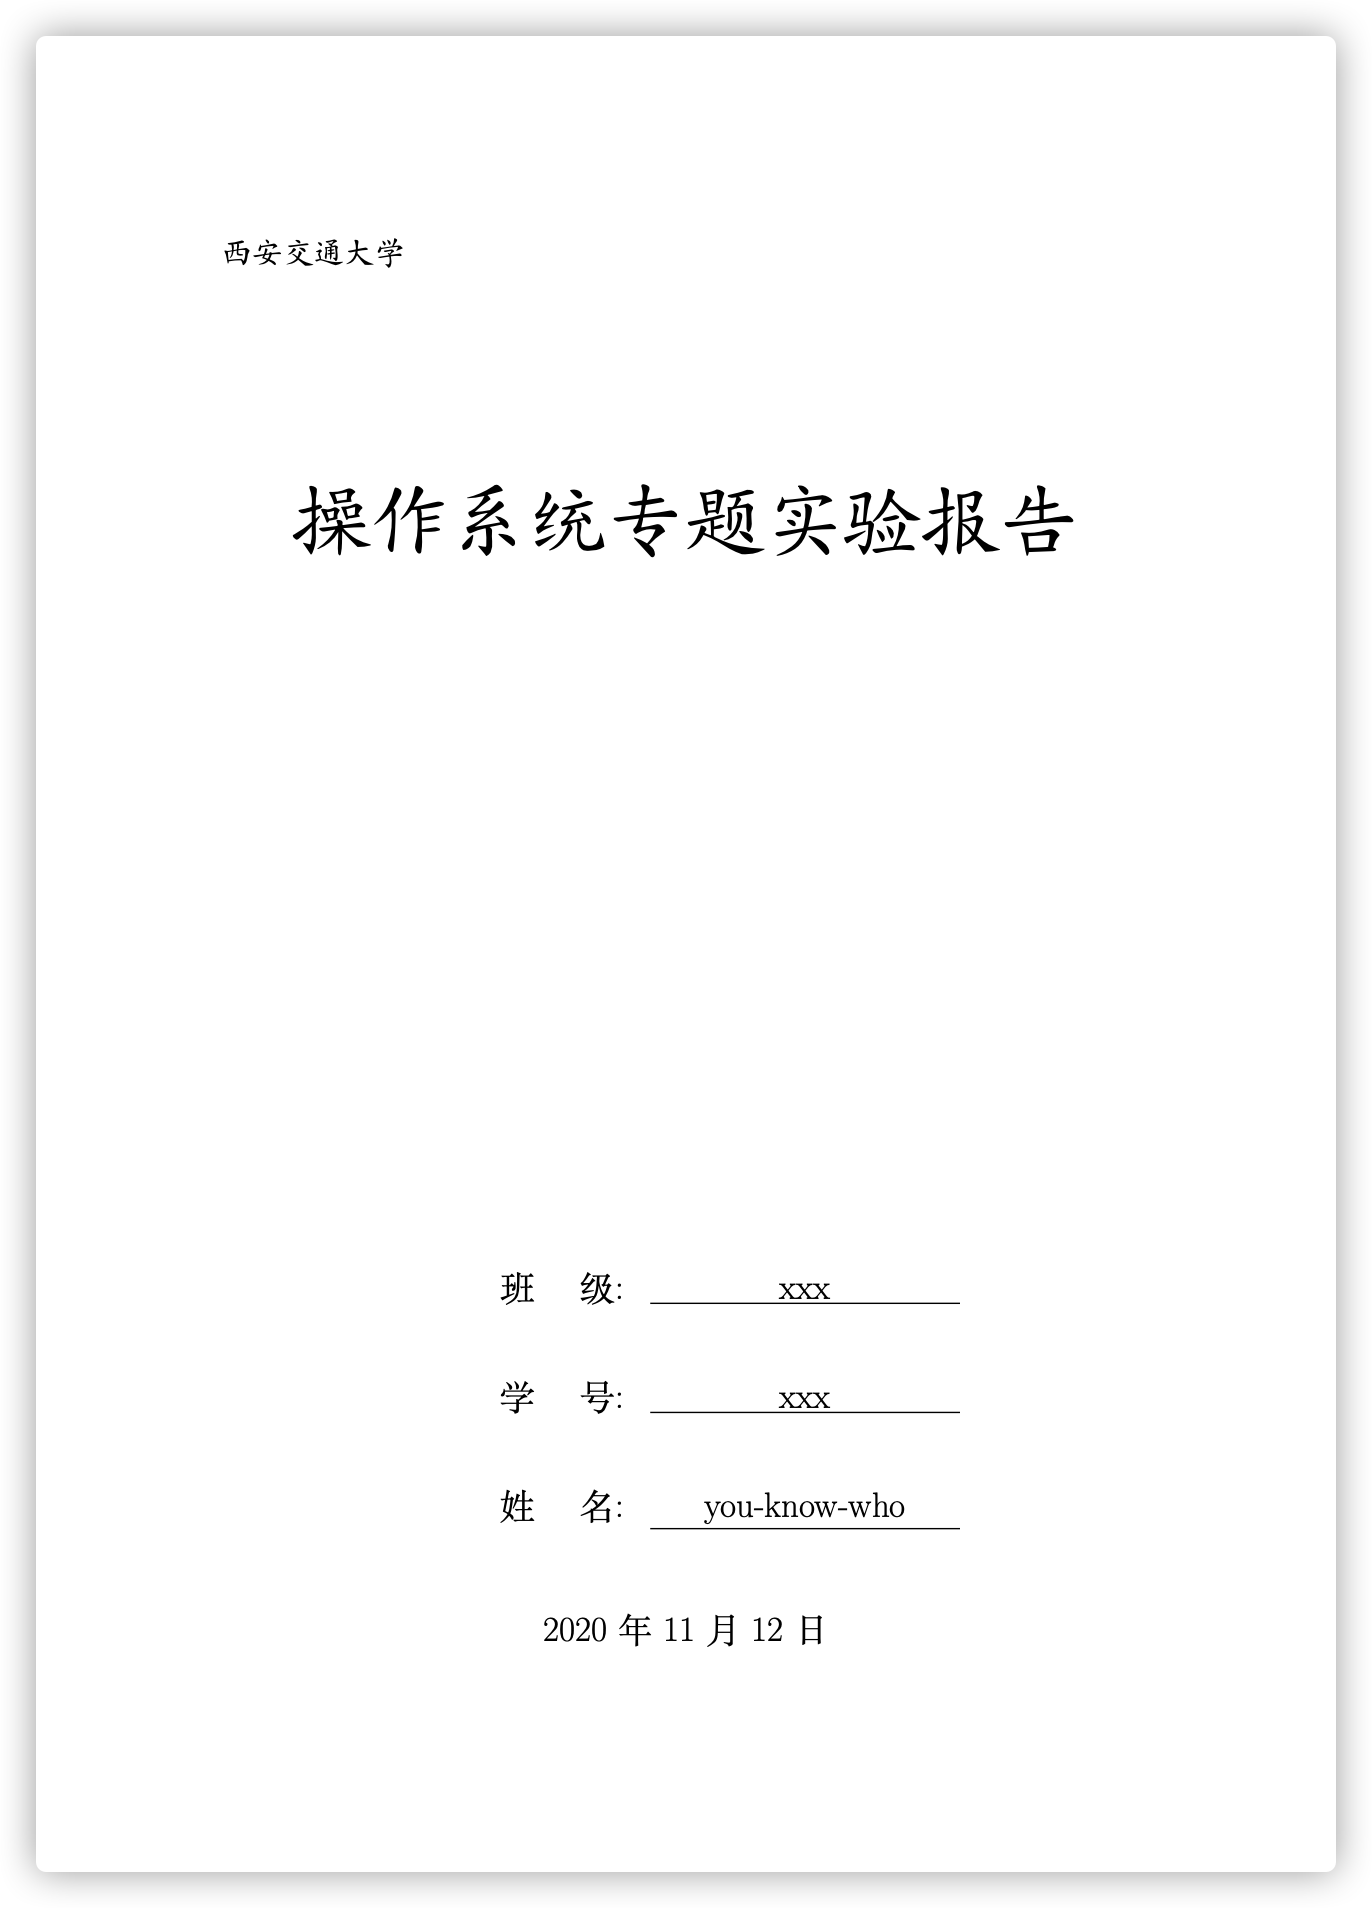 西安交通大学
操作系统专题实验报告
班 级: xxx
学 号: xxx
姓 名: you-know-who
2020 年 11 月 12 日